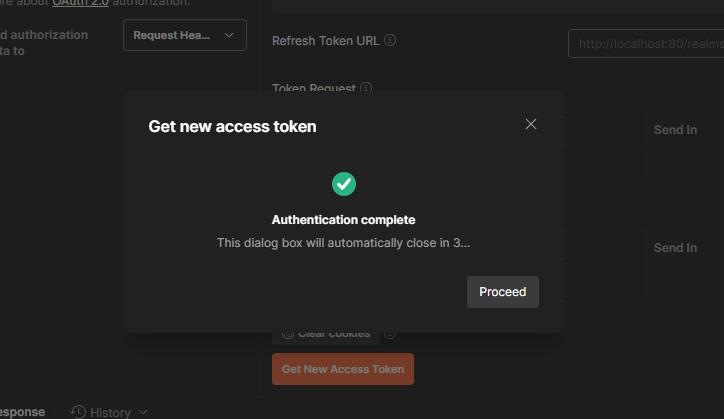 ore about OAuth 2.0 authorization.
d authorization
ta to
Request Hea...
Refresh Token URL
http://localhost:80/realms
Token Request
Send In
Get new access token
Authentication complete
This dialog box will automatically close in 3...
Send In
Proceed
Clear cookies
Get New Access Token
esponse
History